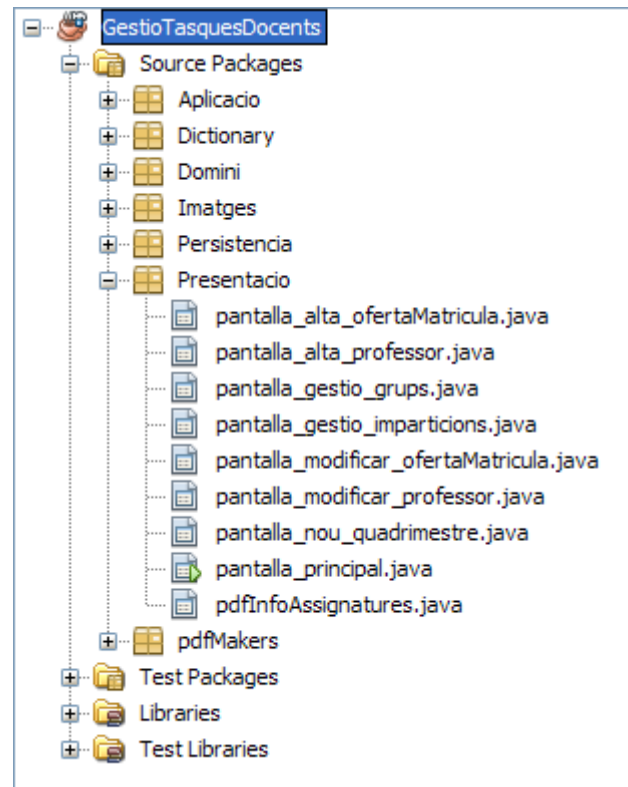 GestioTasquesDocents
Source Packages
Aplicacio
Dictionary
Domini
Imatges
Persistencia
Presentacio
pantalla_alta_ofertaMatricula.java
pantalla_alta_professor.java
pantalla_gestio_grups.java
pantalla_gestio_imparticions.java
pantalla_modificar_ofertaMatricula.java
pantalla_modificar_professor.java
pantalla_nou_quadrimestre.java
pantalla_principal.java
pdfInfoAssignatures.java
pdfMakers
Test Packages
Libraries
Test Libraries